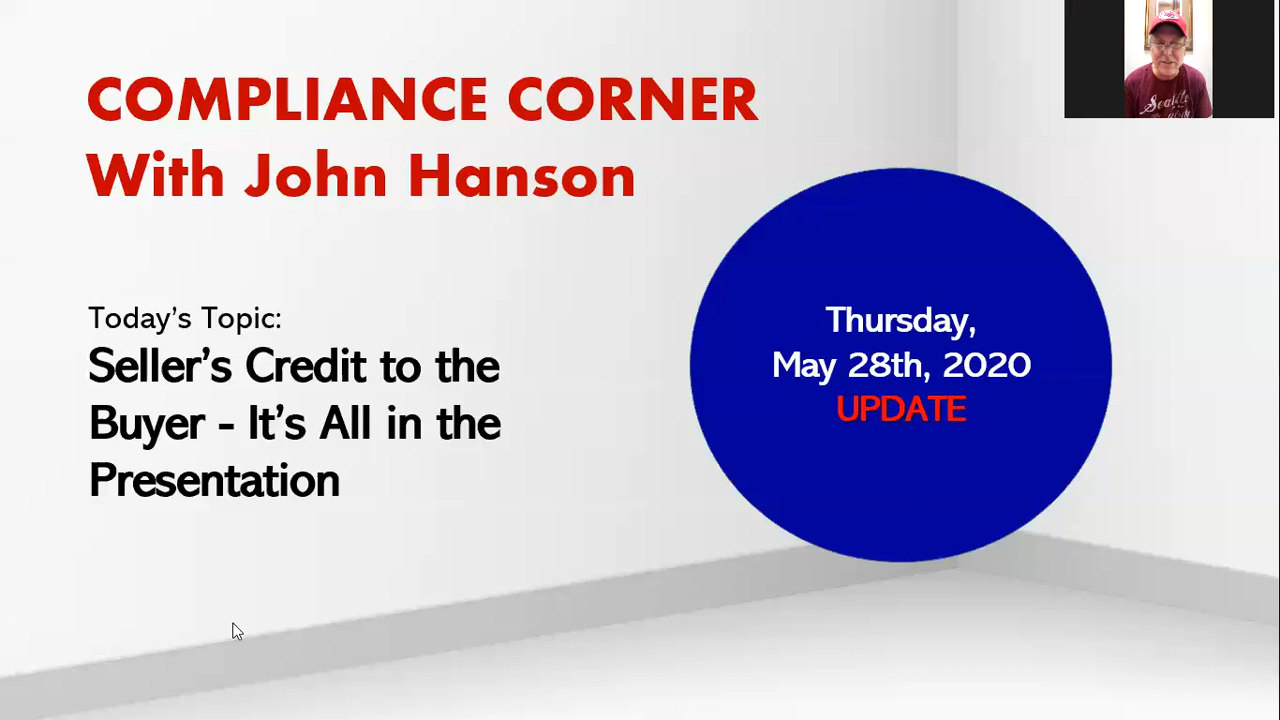 COMPLIANCE CORNER
With John Hanson
Today's Topic:
Seller's Credit to the
Buyer - It's All in the
Presentation
Thursday,
May 28th, 2020
UPDATE
Seattle